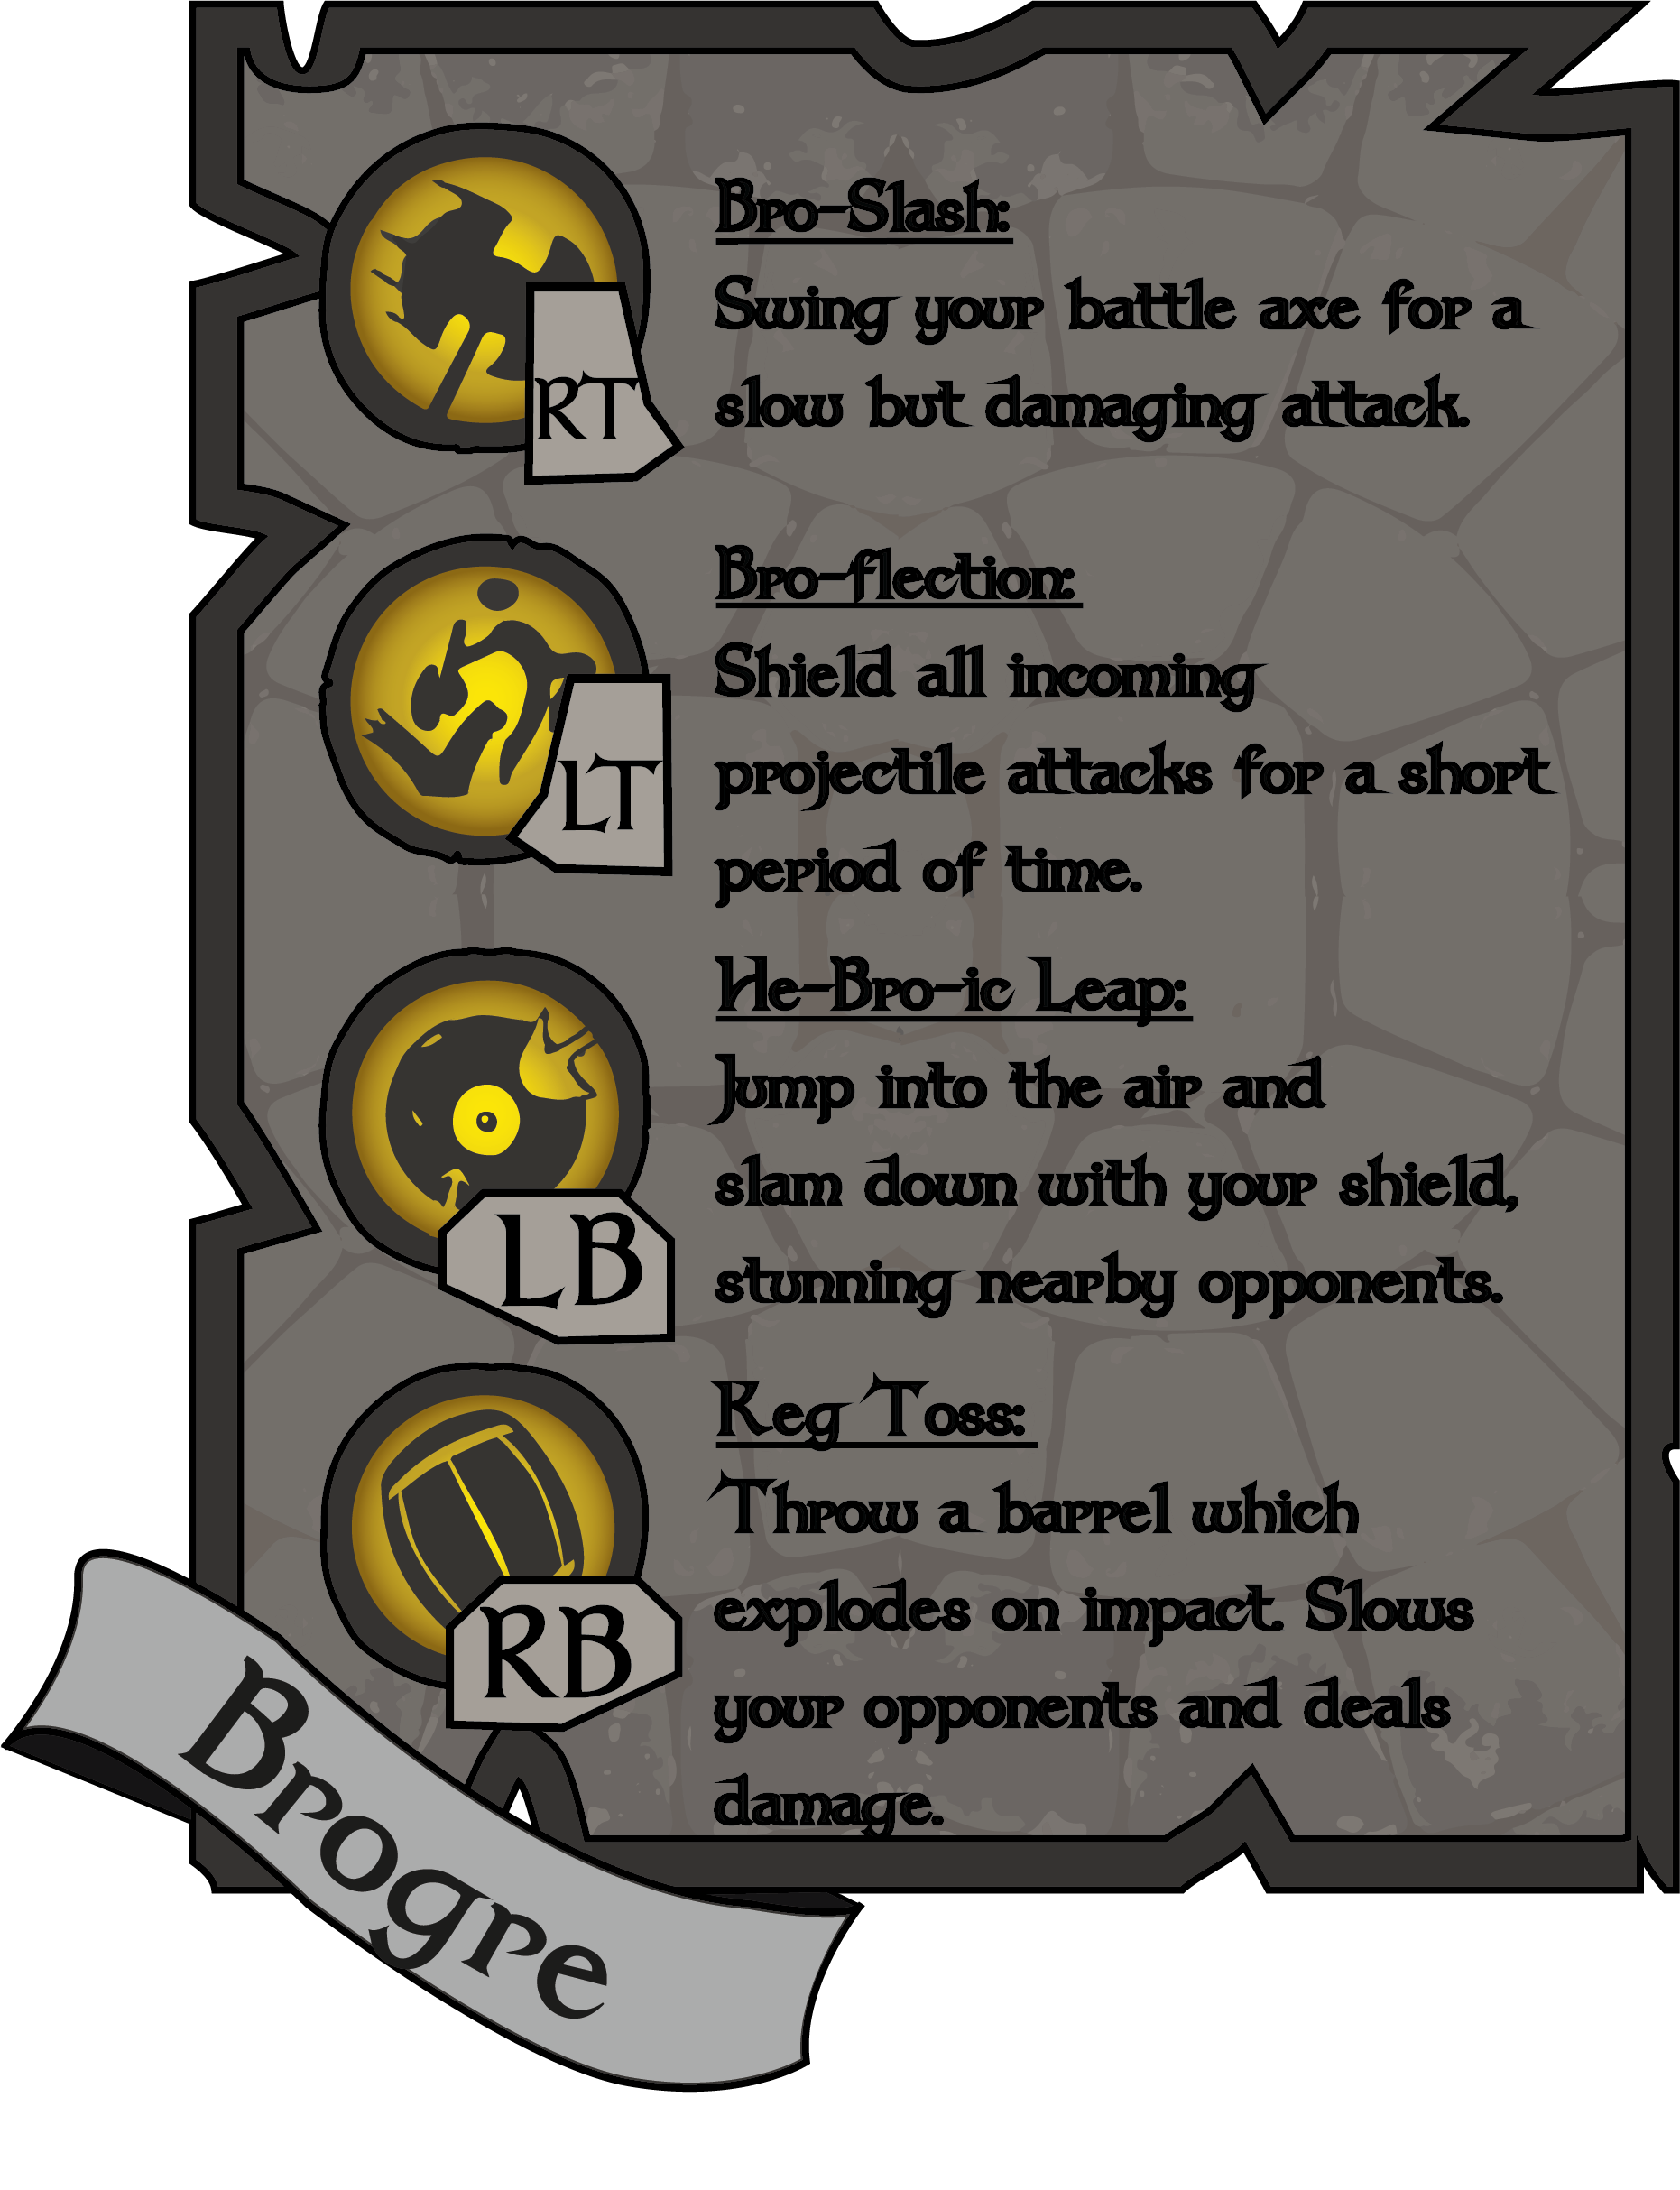 Bro-Slash:
Swing your battle axe for a
slow but damaging attack.
RT
Bro-flection:
Shield all incoming
projectile attacks for a short
period of time.
LT
He-Bro-ic Leap:
Jump into the air and
slam down with your shield,
stunning nearby opponents.
LB
Keg Toss:
Throw a barrel which
explodes on impact. Slows
your opponents and deals
damage.
RB
Brogre